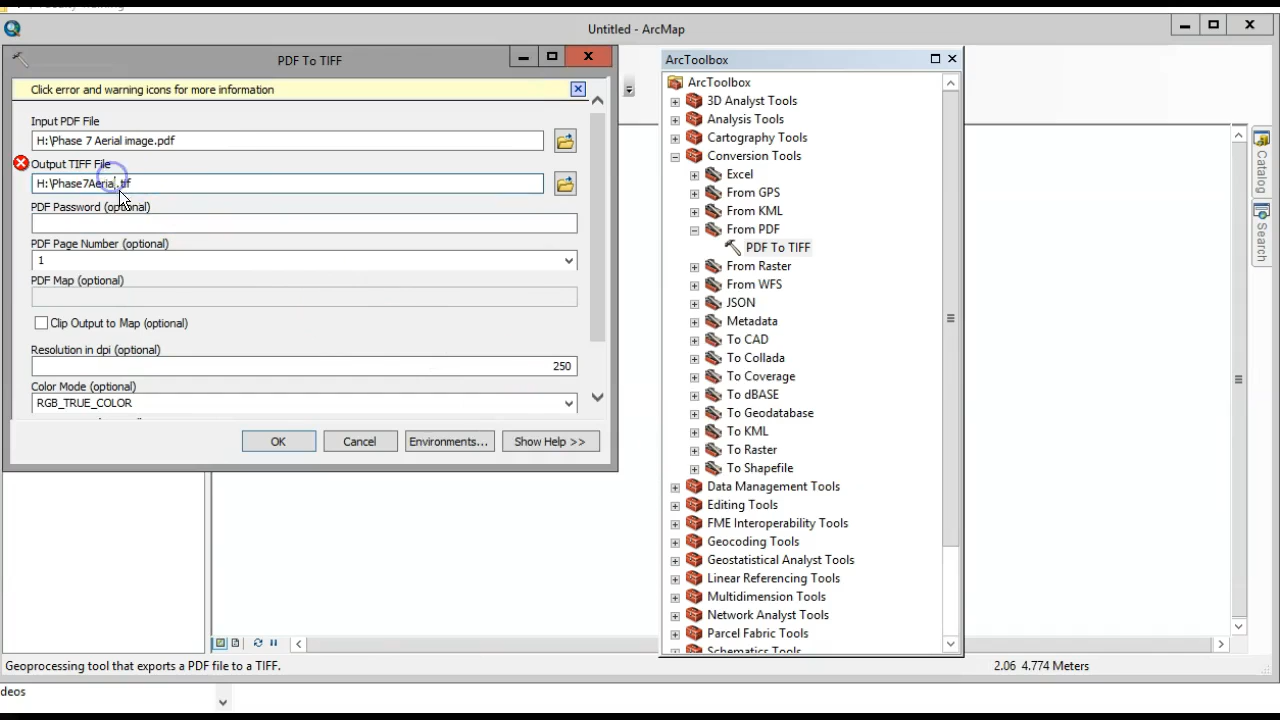 Untitled - ArcMap
PDF To TIFF
Click error and warning icons for more information
Input PDF File
H:\Phase 7 Aerial image.pdf
Output TIFF File
H:\Phase7Aerial.tif
PDF Password (optional)
PDF Page Number (optional)
1
PDF Map (optional)
Clip Output to Map (optional)
Resolution in dpi (optional)
250
Color Mode (optional)
RGB_TRUE_COLOR
OK
Cancel
Environments...
Show Help >>
ArcToolbox
ArcToolbox
3D Analyst Tools
Analysis Tools
Cartography Tools
Conversion Tools
Excel
From GPS
From KML
From PDF
PDF To TIFF
From Raster
From WFS
JSON
Metadata
To CAD
To Collada
To Coverage
To dBASE
To Geodatabase
To KML
To Raster
To Shapefile
Data Management Tools
Editing Tools
FME Interoperability Tools
Geocoding Tools
Geostatistical Analyst Tools
Linear Referencing Tools
Multidimension Tools
Network Analyst Tools
Parcel Fabric Tools
Schematics Tools
Catalog
Search
Geoprocessing tool that exports a PDF file to a TIFF.
2.06 4.774 Meters
deos